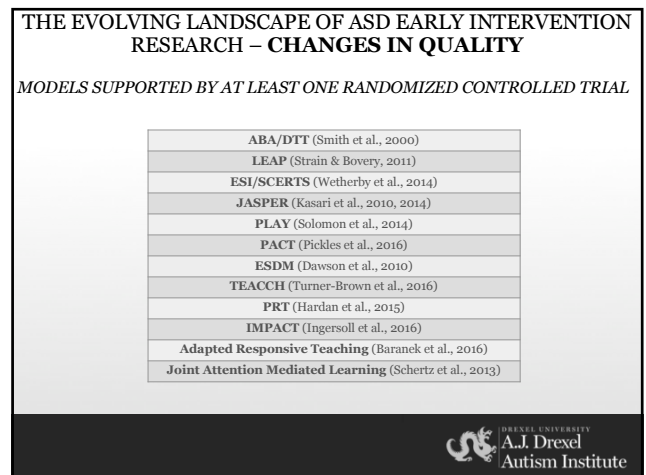 THE EVOLVING LANDSCAPE OF ASD EARLY INTERVENTION
RESEARCH – CHANGES IN QUALITY
MODELS SUPPORTED BY AT LEAST ONE RANDOMIZED CONTROLLED TRIAL
ABA/DTT (Smith et al., 2000)
LEAP (Strain & Bovery, 2011)
ESI/SCERTS (Wetherby et al., 2014)
JASPER (Kasari et al., 2010, 2014)
PLAY (Solomon et al., 2014)
PACT (Pickles et al., 2016)
ESDM (Dawson et al., 2010)
TEACCH (Turner-Brown et al., 2016)
PRT (Hardan et al., 2015)
IMPACT (Ingersoll et al., 2016)
Adapted Responsive Teaching (Baranek et al., 2016)
Joint Attention Mediated Learning (Schertz et al., 2013)
DREXEL UNIVERSITY
A.J. Drexel
Autism Institute